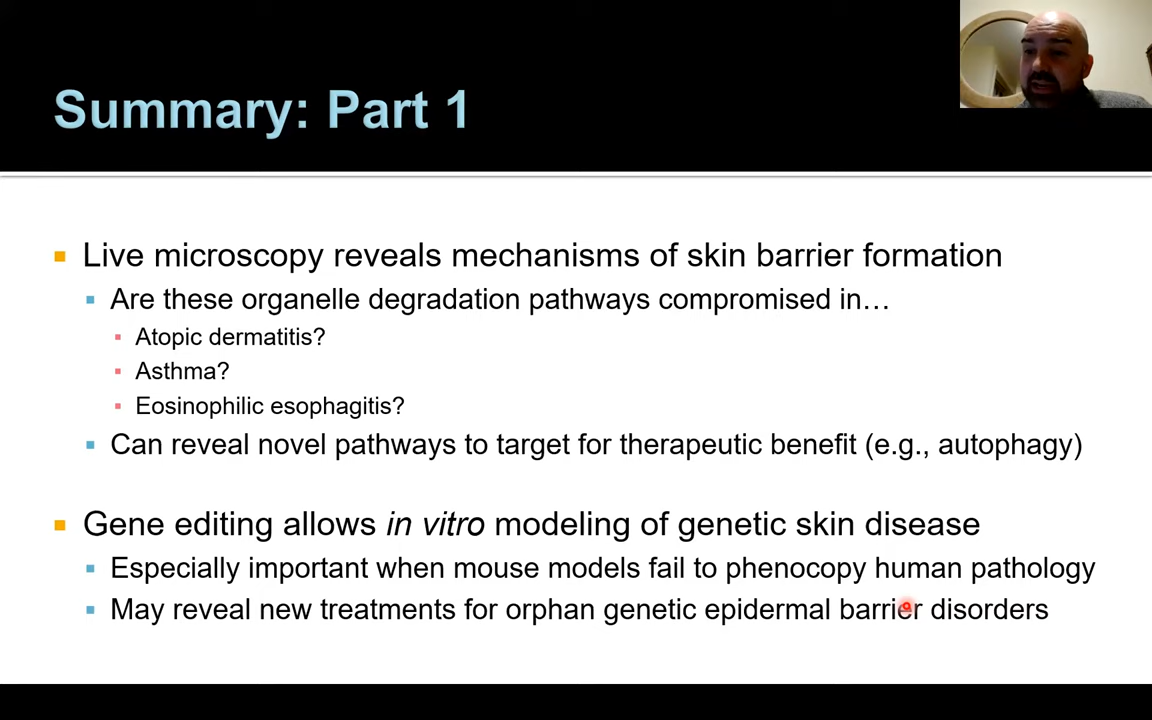 Summary: Part 1
Live microscopy reveals mechanisms of skin barrier formation
Are these organelle degradation pathways compromised in…
Atopic dermatitis?
Asthma?
Eosinophilic esophagitis?
Can reveal novel pathways to target for therapeutic benefit (e.g., autophagy)
Gene editing allows in vitro modeling of genetic skin disease
Especially important when mouse models fail to phenocopy human pathology
May reveal new treatments for orphan genetic epidermal barrier disorders